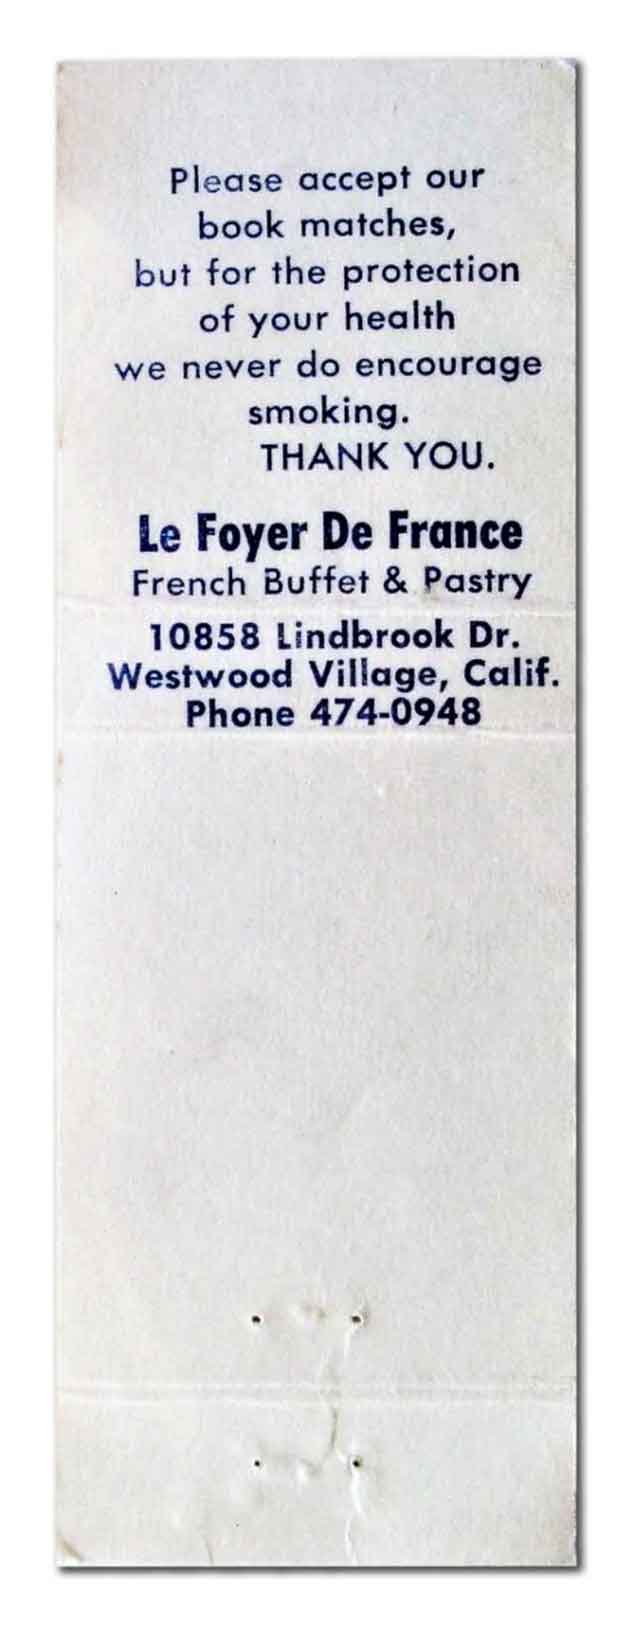 Please accept our
book matches,
but for the protection
of your health
we never do encourage
smoking.
THANK YOU.
Le Foyer De France
French Buffet & Pastry
10858 Lindbrook Dr.
Westwood Village, Calif.
Phone 474-0948